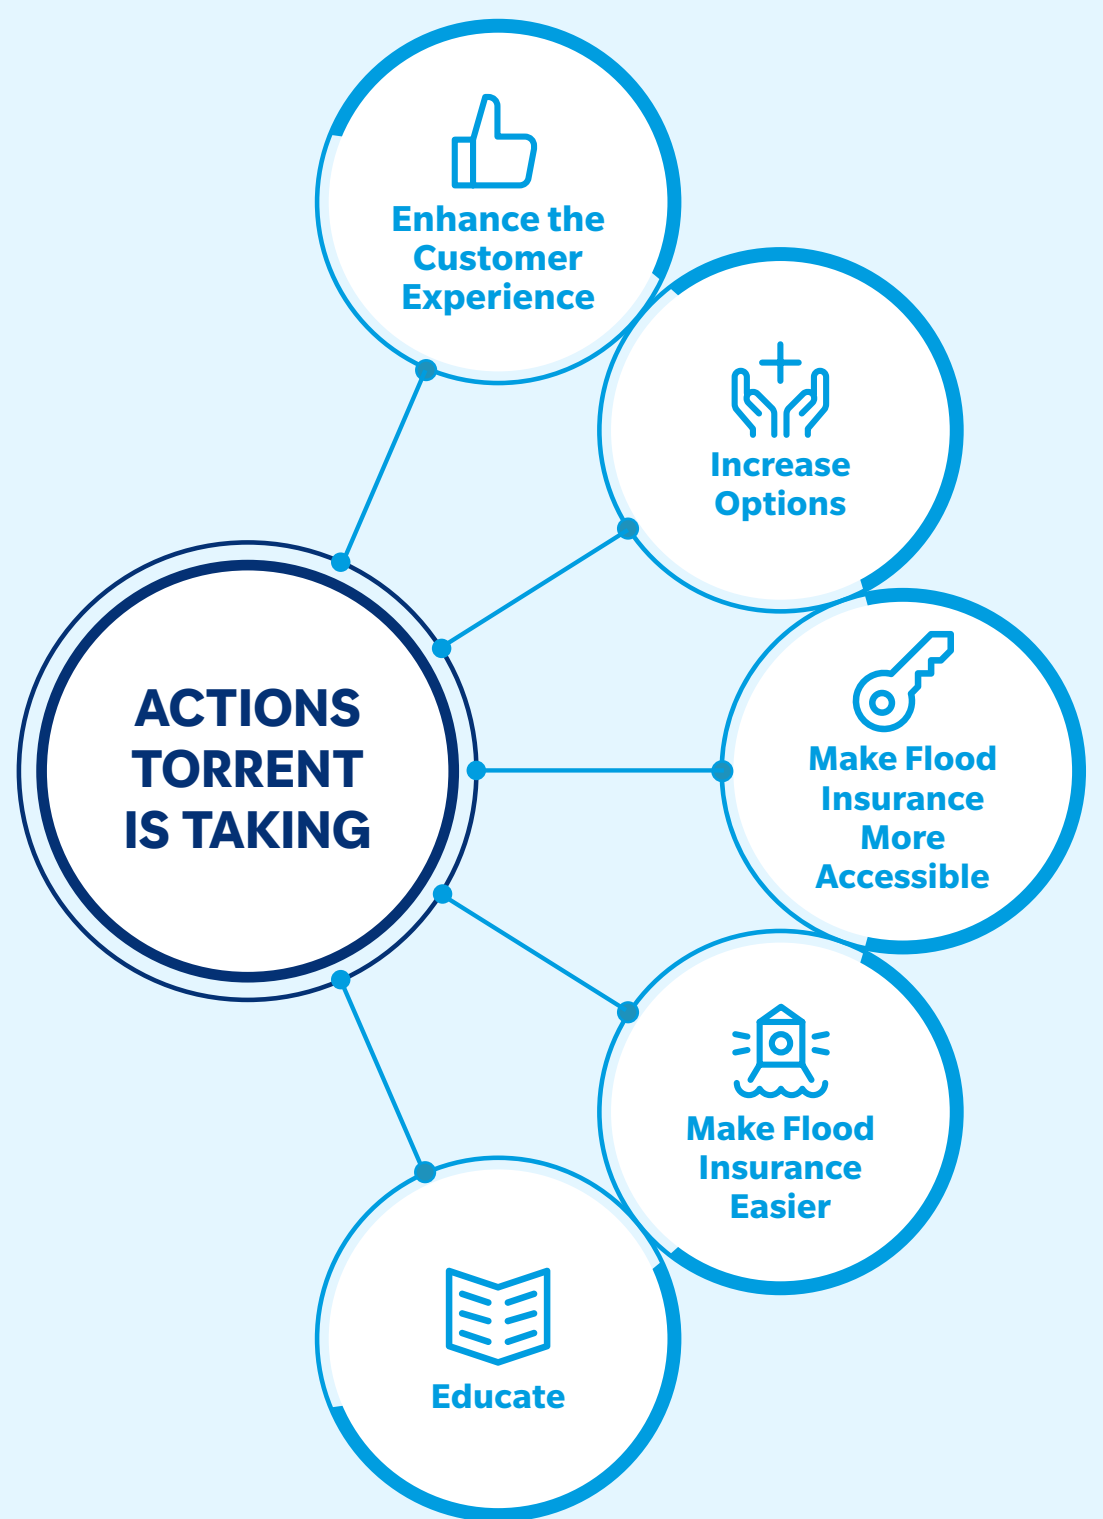 Enhance the
Customer
Experience
Increase
Options
ACTIONS
TORRENT
IS TAKING
Make Flood
Insurance
More
Accessible
Make Flood
Insurance
Easier
Educate